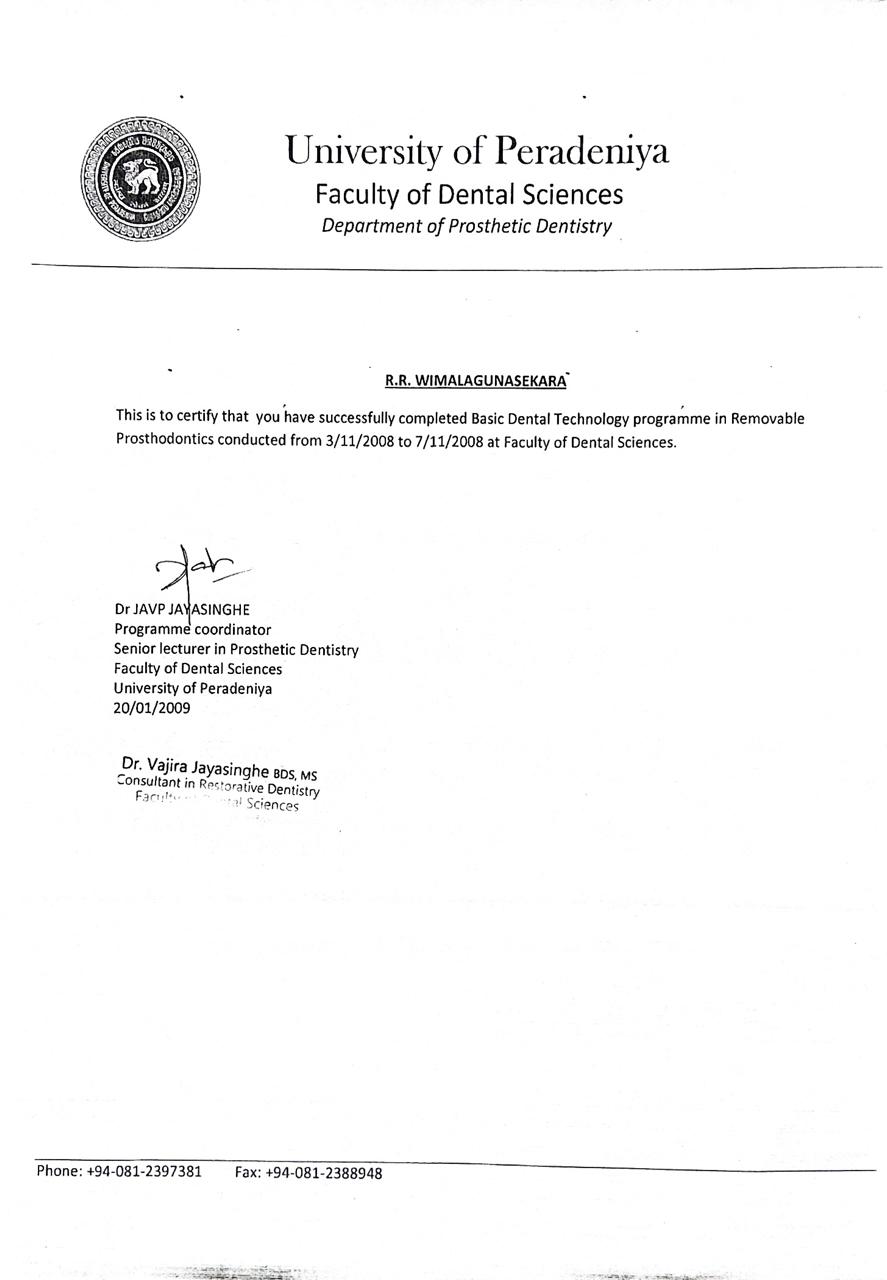 University of Peradeniya
Faculty of Dental Sciences
Department of Prosthetic Dentistry
R.R. WIMALAGUNASEKARA
This is to certify that you have successfully completed Basic Dental Technology programme in Removable
Prosthodontics conducted from 3/11/2008 to 7/11/2008 at Faculty of Dental Sciences.
Dr JAVP JAYASINGHE
Programme coordinator
Senior lecturer in Prosthetic Dentistry
Faculty of Dental Sciences
University of Peradeniya
20/01/2009
Dr. Vajira Jayasinghe BDS, MS
Consultant in Restorative Dentistry
Sciences
Phone: +94-081-2397381 Fax: +94-081-2388948